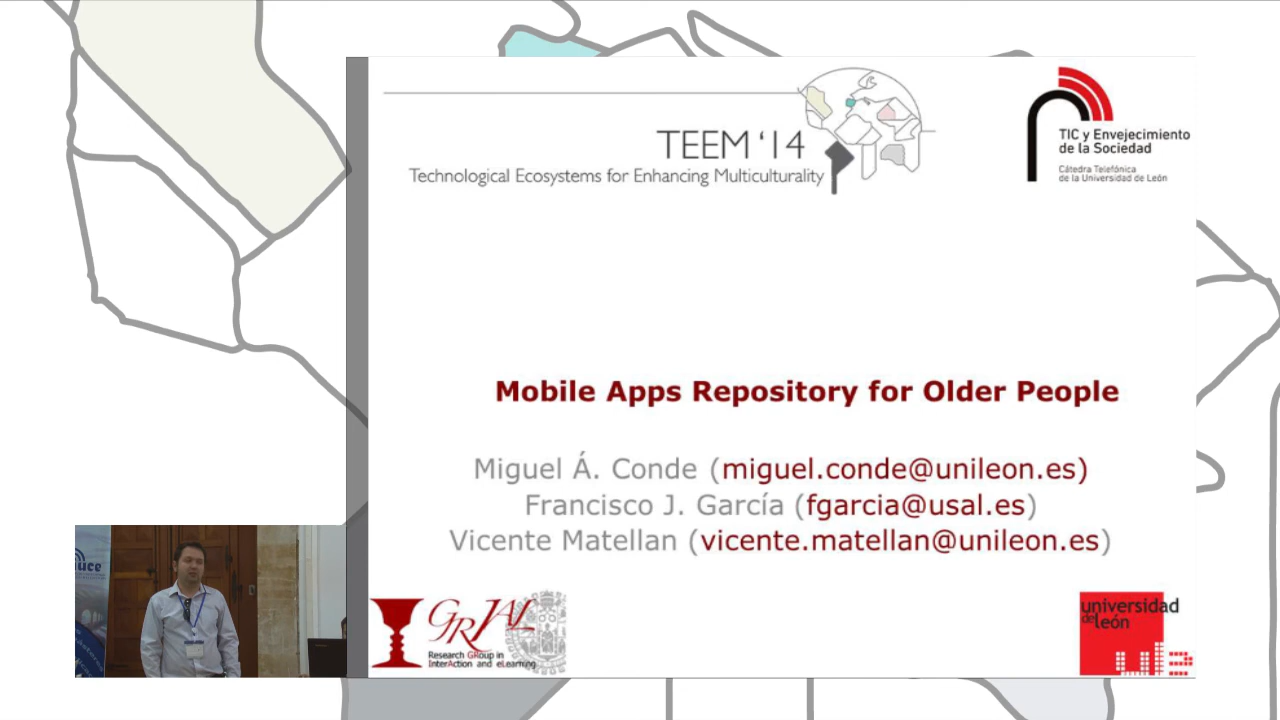 TEEM '14
Technological Ecosystems for Enhancing Multiculturality
TIC y Envejecimiento
de la Sociedad
Cátedra Telefónica
de la Universidad de León
Mobile Apps Repository for Older People
Miguel Á. Conde (miguel.conde@unileon.es)
Francisco J. García (fgarcia@usal.es)
Vicente Matellan (vicente.matellan@unileon.es)
GRIAL
Research GRoup in
InterAction and eLearning
universidad
de león